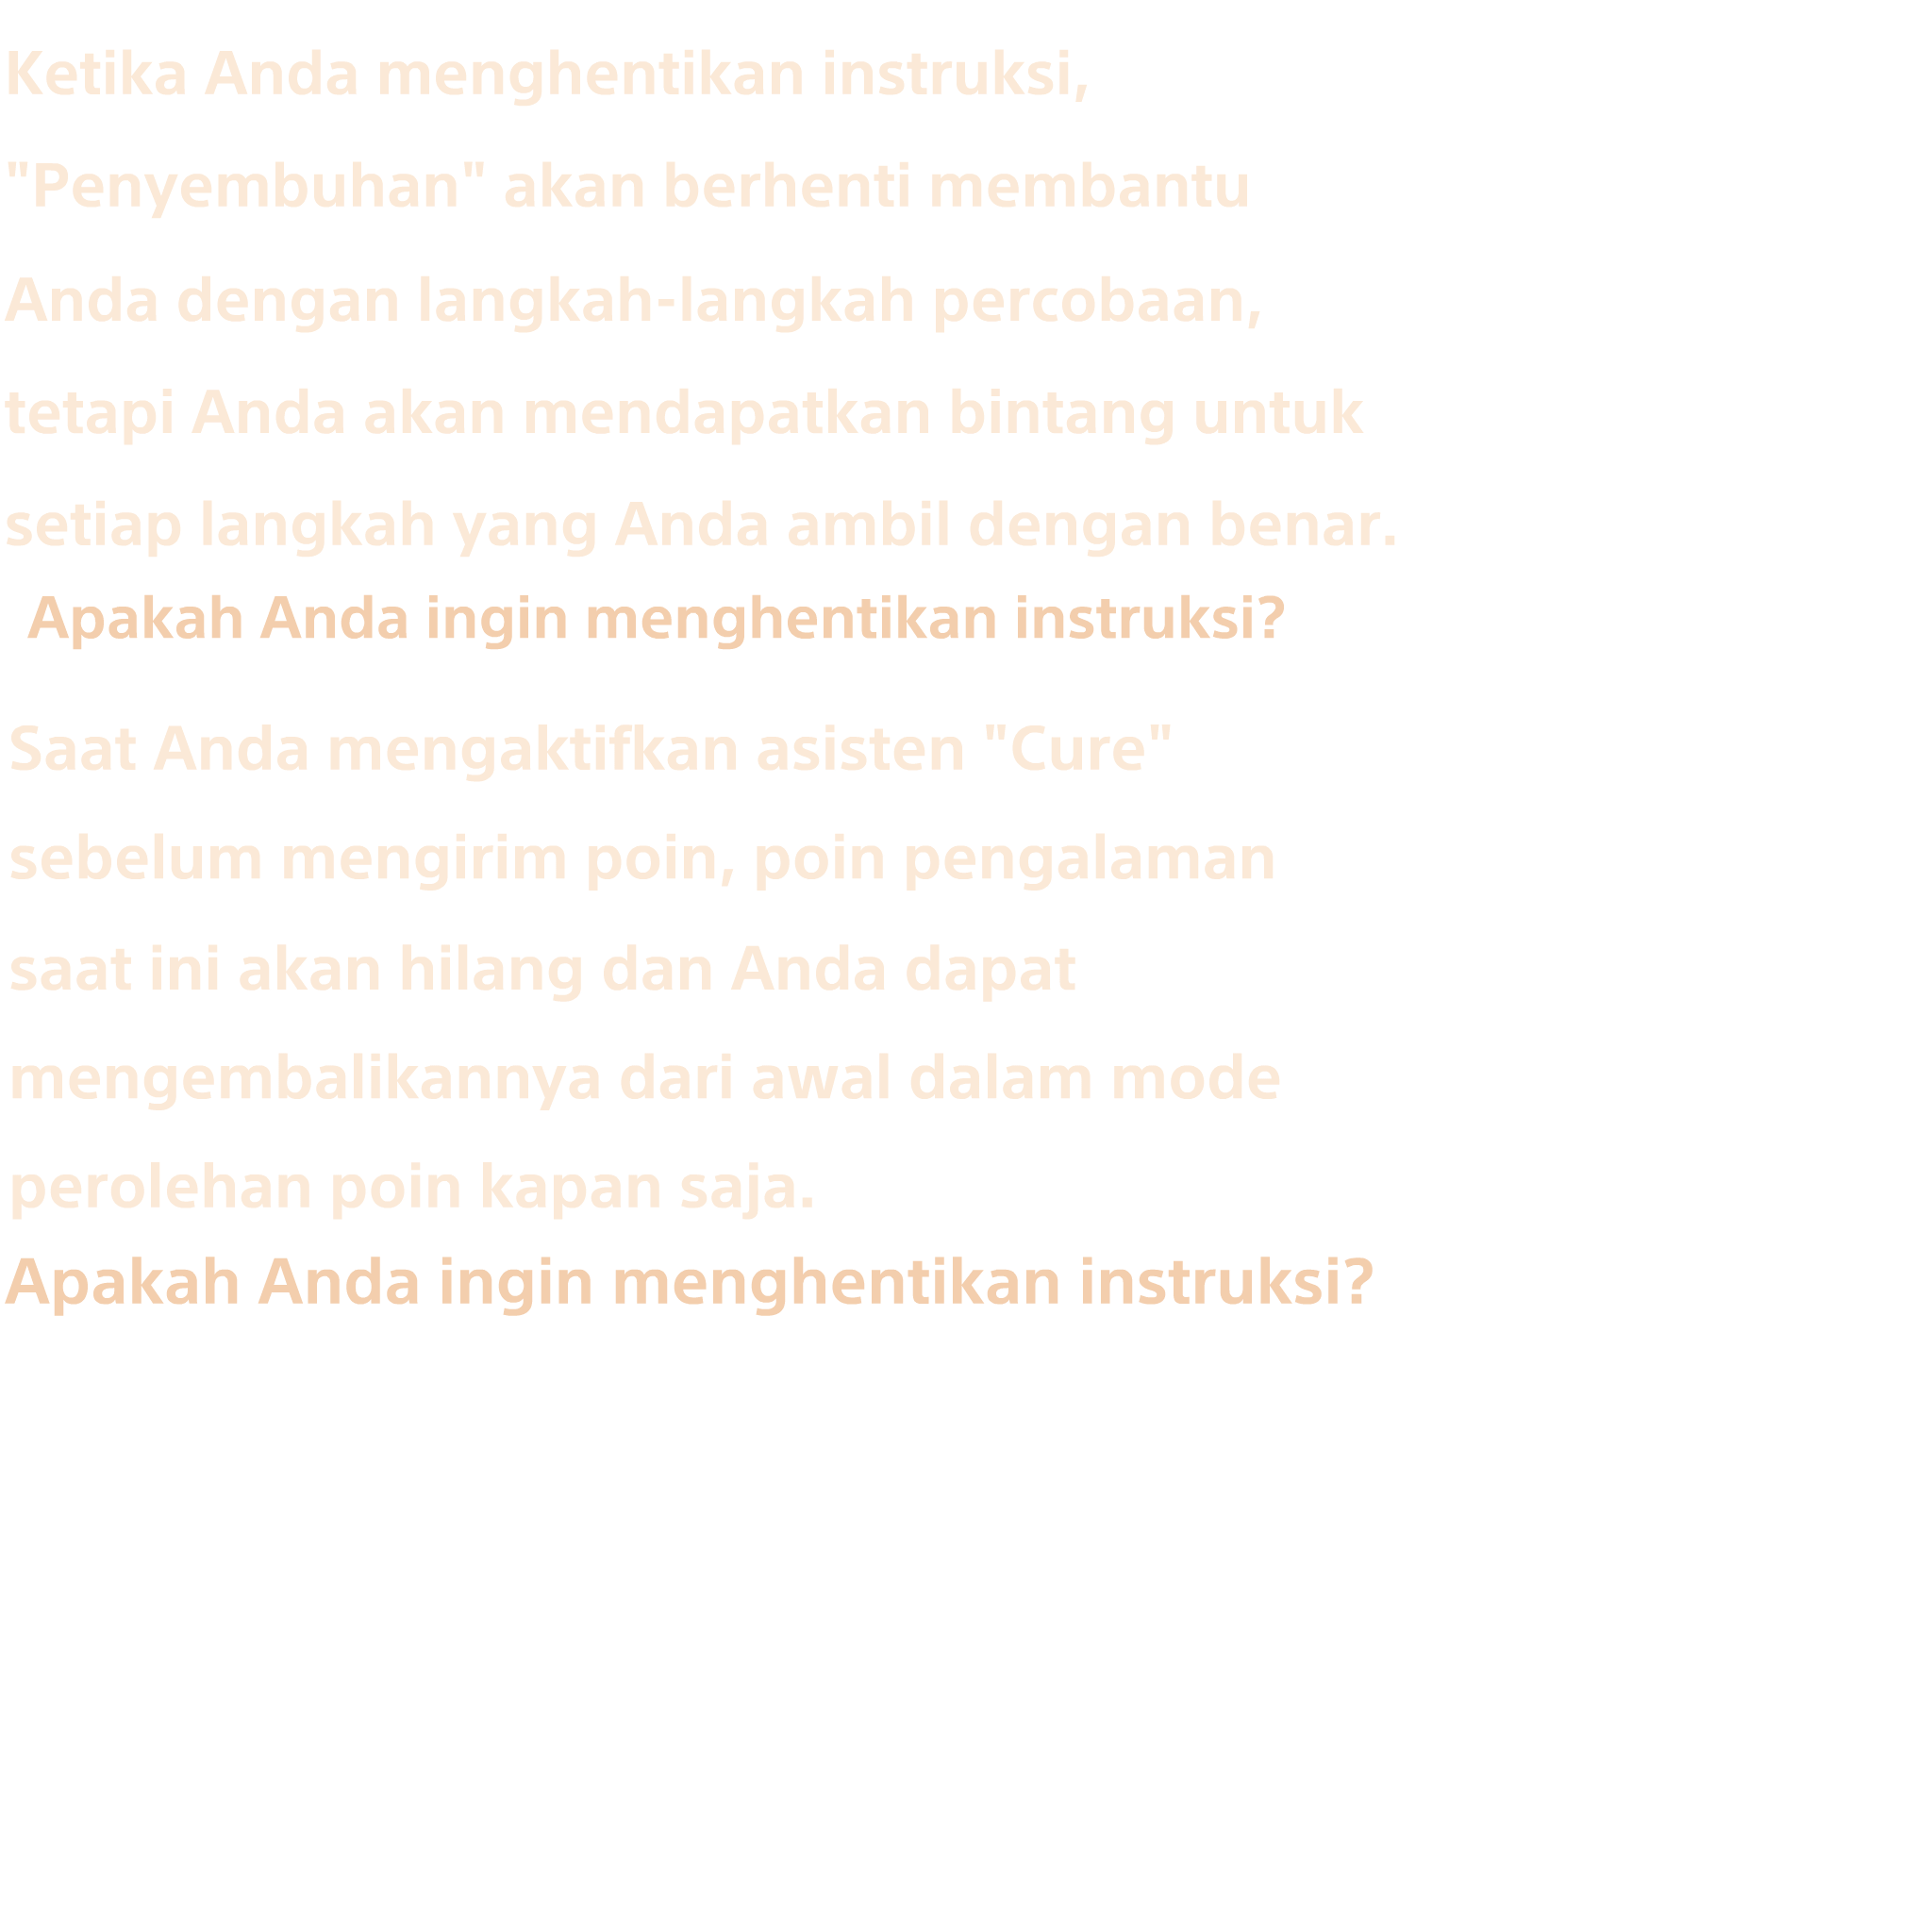 Ketika Anda menghentikan instruksi,
"Penyembuhan" akan berhenti membantu
Anda dengan langkah-langkah percobaan,
tetapi Anda akan mendapatkan bintang untuk
setiap langkah yang Anda ambil dengan benar.
Apakah Anda ingin menghentikan instruksi?
Saat Anda mengaktifkan asisten "Cure"
sebelum mengirim poin, poin pengalaman
saat ini akan hilang dan Anda dapat
mengembalikannya dari awal dalam mode
perolehan poin kapan saja.
Apakah Anda ingin menghentikan instruksi?